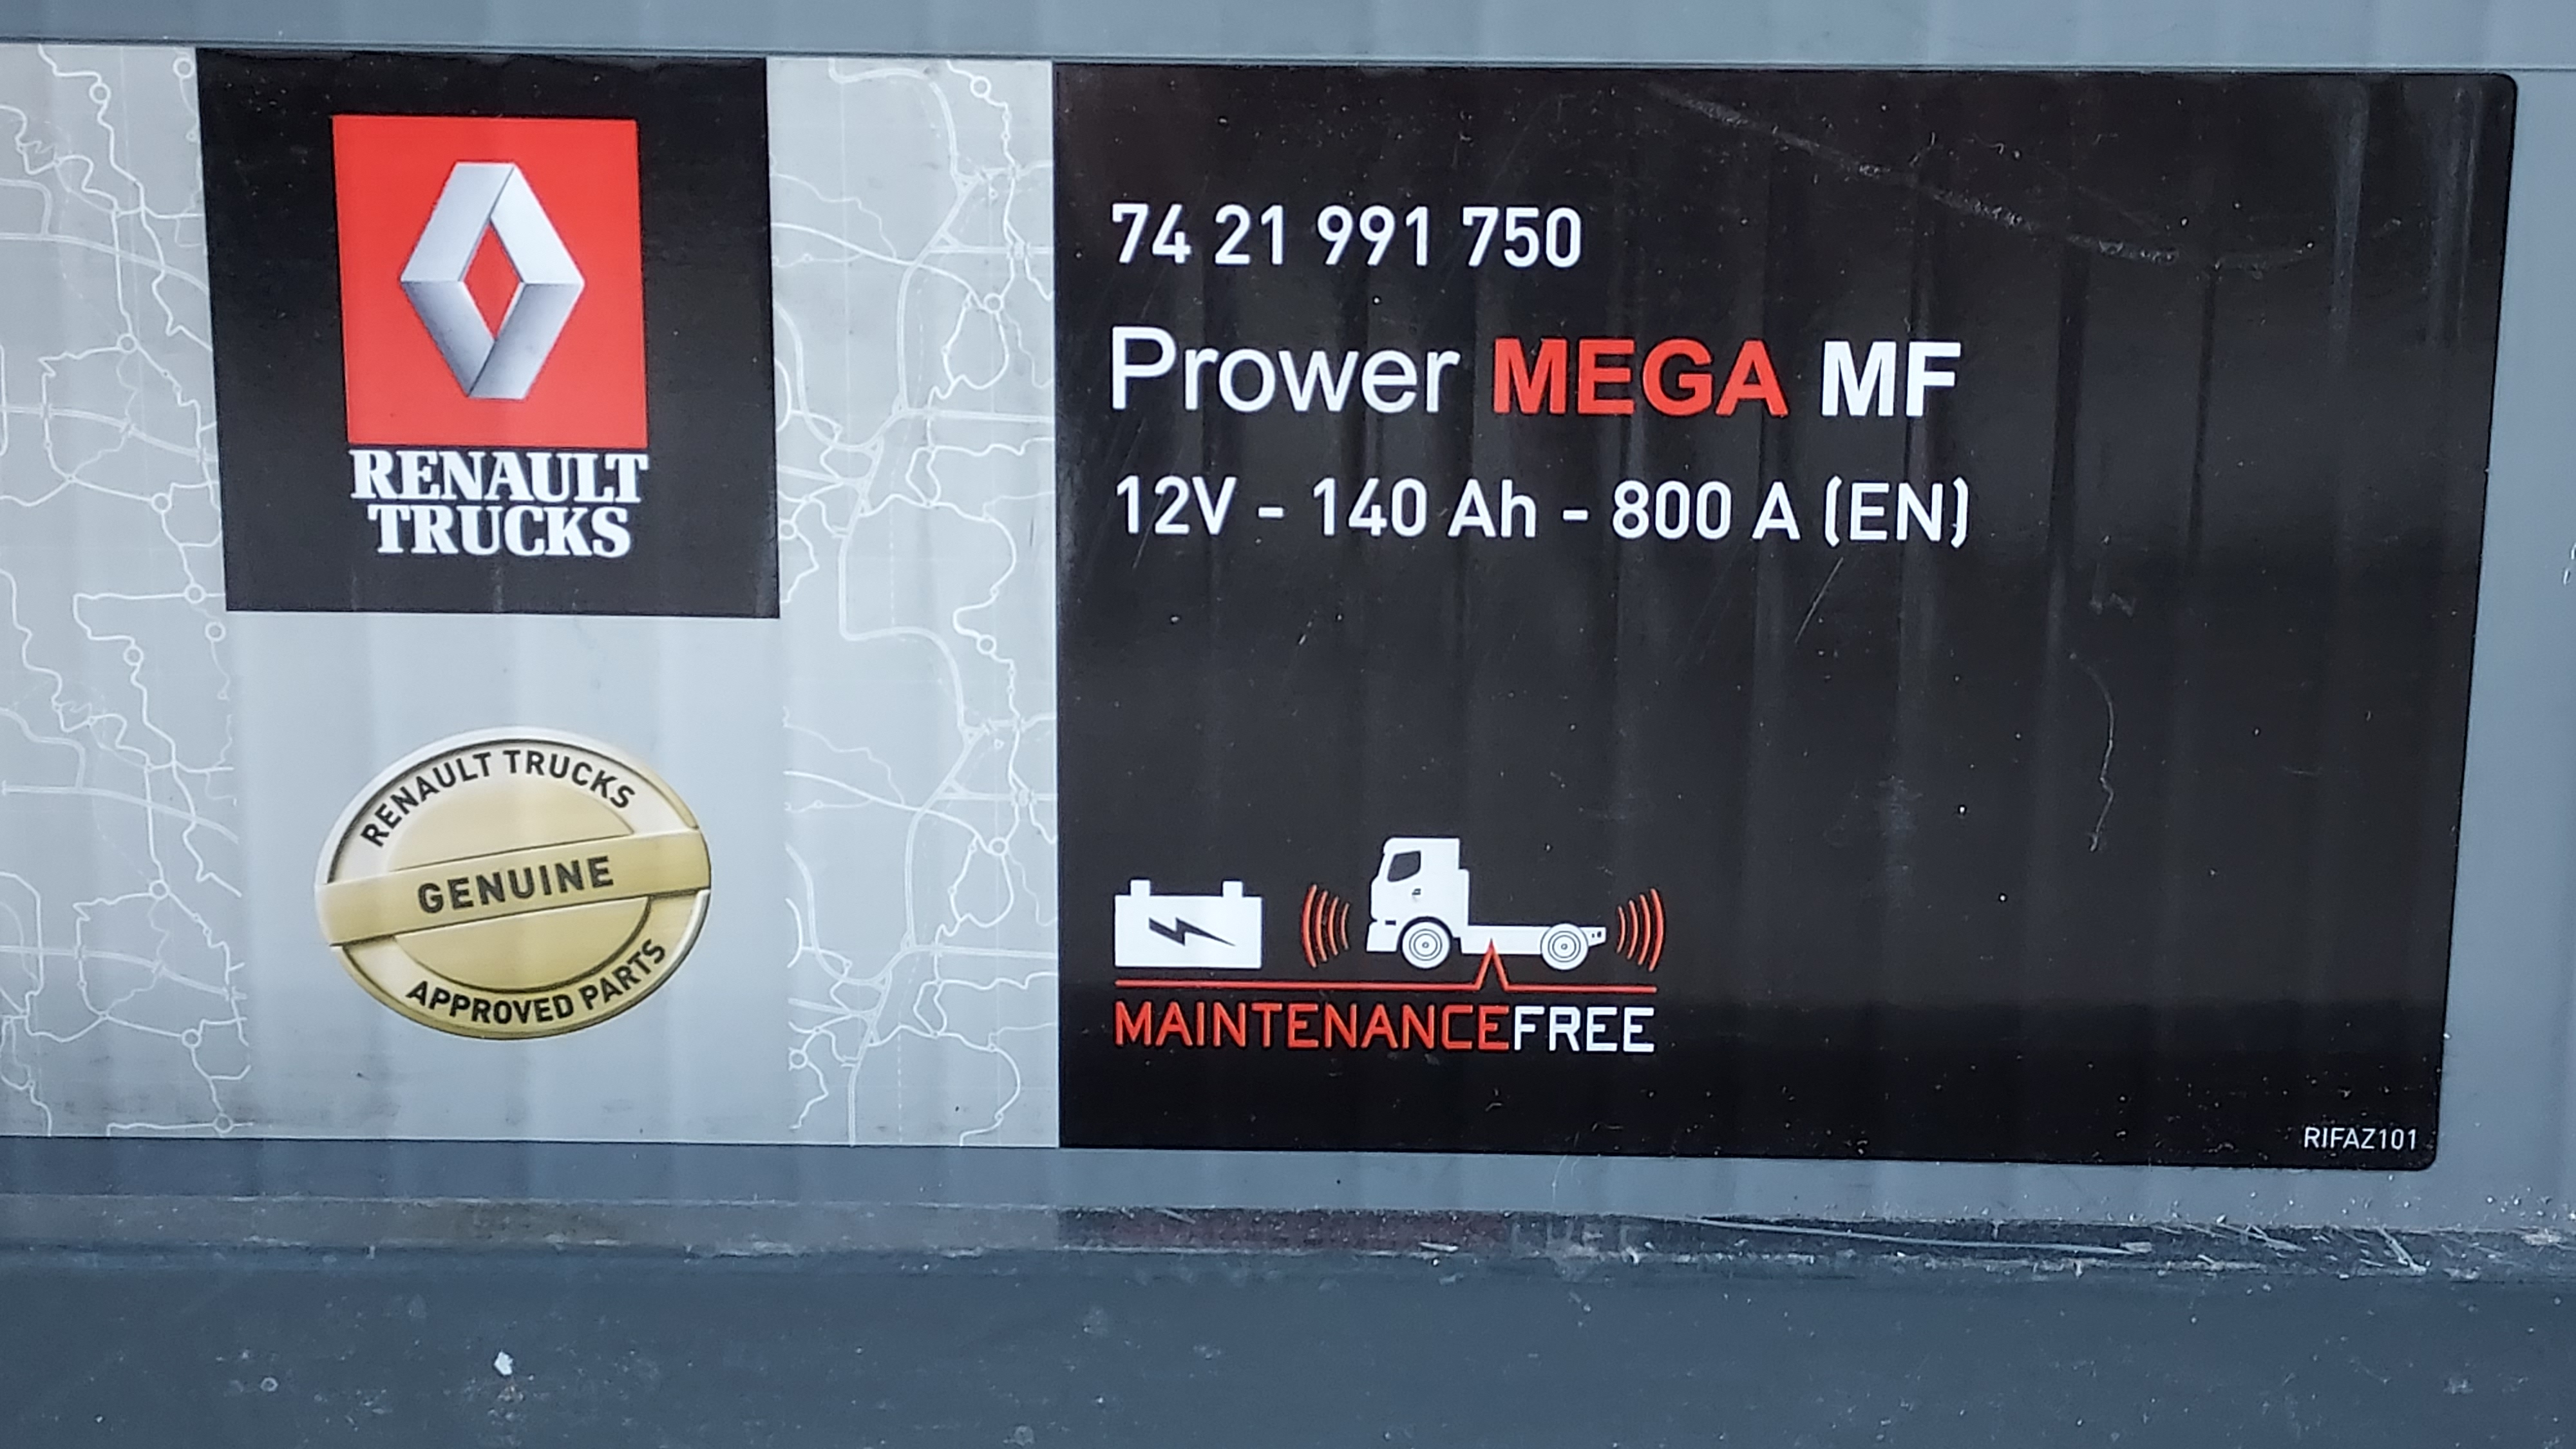 RENAULT
TRUCKS
RENAULT TRUCKS
GENUINE
APPROVED PARTS
74 21 991 750
Prower MEGA MF
12V - 140 Ah - 800 A (EN)
MAINTENANCEFREE
RIFAZ101